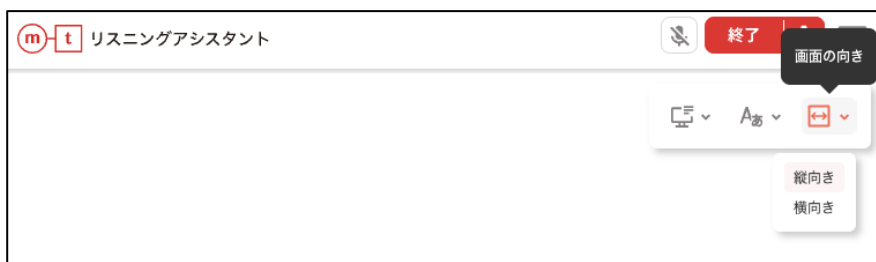 m t リスニングアシスタント
終了
画面の向き
Aあ
縦向き
横向き